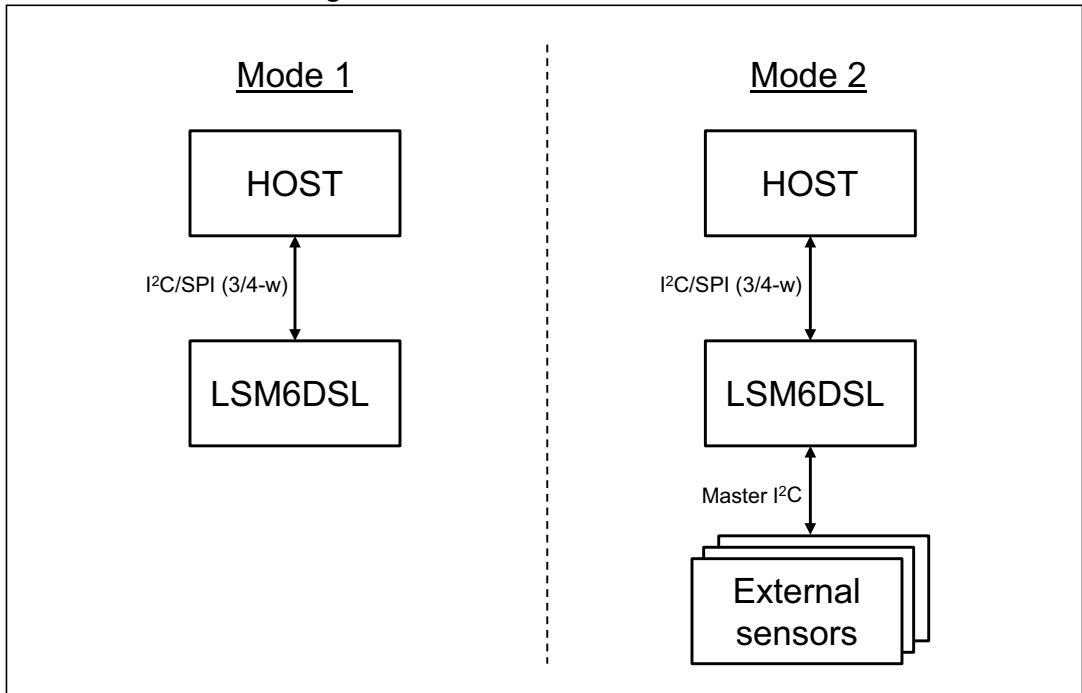 Mode 1
HOST
I²C/SPI (3/4-w)
LSM6DSL
Mode 2
HOST
I²C/SPI (3/4-w)
LSM6DSL
Master I²C
External
sensors